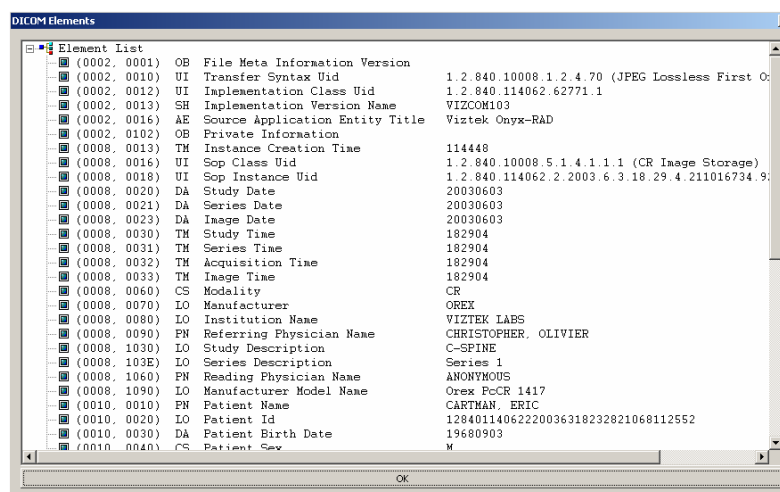 DICOM Elements
Element List
(0002, 0001) OB File Meta Information Version
(0002, 0010) UI Transfer Syntax Uid 1.2.840.10008.1.2.4.70 (JPEG Lossless First O
(0002, 0012) UI Implementation Class Uid 1.2.840.114062.62771.1
(0002, 0013) SH Implementation Version Name VIZCOM103
(0002, 0016) AE Source Application Entity Title Viztek Onyx-RAD
(0002, 0102) OB Private Information
(0008, 0013) TM Instance Creation Time 114448
(0008, 0016) UI Sop Class Uid 1.2.840.10008.5.1.4.1.1.1 (CR Image Storage)
(0008, 0018) UI Sop Instance Uid 1.2.840.114062.2.2003.6.3.18.29.4.211016734.9
(0008, 0020) DA Study Date 20030603
(0008, 0021) DA Series Date 20030603
(0008, 0023) DA Image Date 20030603
(0008, 0030) TM Study Time 182904
(0008, 0031) TM Series Time 182904
(0008, 0032) TM Acquisition Time 182904
(0008, 0033) TM Image Time 182904
(0008, 0060) CS Modality CR
(0008, 0070) LO Manufacturer OREX
(0008, 0080) LO Institution Name VIZTEK LABS
(0008, 0090) PN Referring Physician Name CHRISTOPHER, OLIVIER
(0008, 1030) LO Study Description C-SPINE
(0008, 103E) LO Series Description Series 1
(0008, 1060) PN Reading Physician Name ANONYMOUS
(0008, 1090) LO Manufacturer Model Name Orex PcCR 1417
(0010, 0010) PN Patient Name CARTMAN, ERIC
(0010, 0020) LO Patient Id 12840114062220036318232821068112552
(0010, 0030) DA Patient Birth Date 19680903
(0010, 0040) CS Patient Sex M
OK